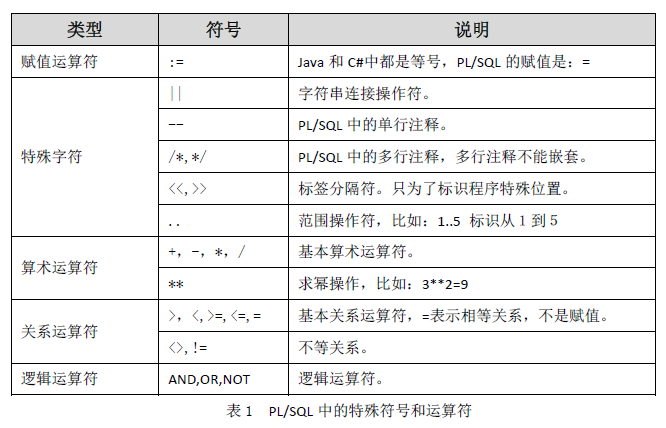 类型 符号 说明
赋值运算符 := Java 和 C#中都是等号，PL/SQL 的赋值是：=
特殊字符 || 字符串连接操作符。
-- PL/SQL 中的单行注释。
/*,*/ PL/SQL 中的多行注释，多行注释不能嵌套。
<<,>> 标签分隔符。只为了标识程序特殊位置。
.. 范围操作符，比如：1..5 标识从 1 到 5
算术运算符 +，-，*，/ 基本算术运算符。
** 求幂操作，比如：3**2=9
关系运算符 >，<,>=,<=,= 基本关系运算符，=表示相等关系，不是赋值。
<>,!= 不等关系。
逻辑运算符 AND,OR,NOT 逻辑运算符。
表 1 PL/SQL 中的特殊符号和运算符